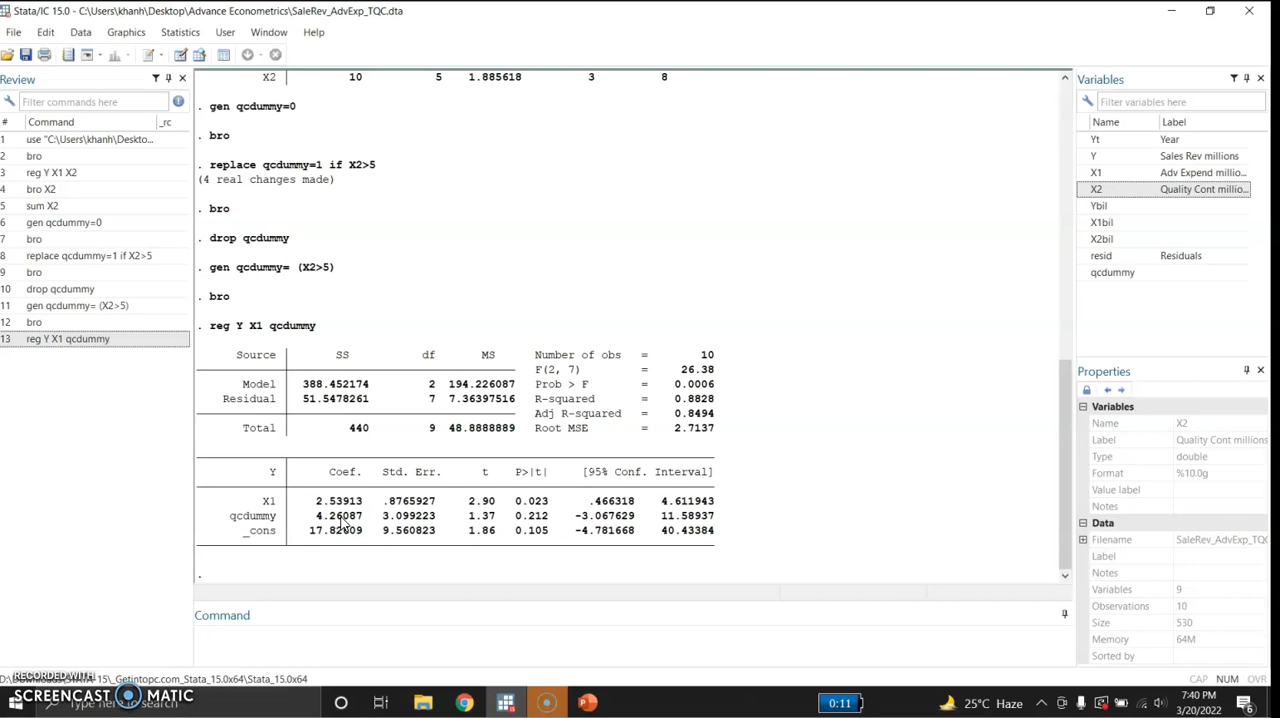 Stata/IC 15.0 - C:\Users\khanh\Desktop\Advance Econometrics\SaleRev_AdvExp_TQC.dta
File Edit Data Graphics Statistics User Window Help
Review
Filter commands here
# Command _rc
1 use "C:\Users\khanh\Deskto...
2 bro
3 reg Y X1 X2
4 bro X2
5 sum X2
6 gen qcdummy=0
7 bro
8 replace qcdummy=1 if X2>5
9 bro
10 drop qcdummy
11 gen qcdummy= (X2>5)
12 bro
13 reg Y X1 qcdummy
X2 10 5 1.885618 3 8
. gen qcdummy=0
. bro
. replace qcdummy=1 if X2>5
(4 real changes made)
. bro
. drop qcdummy
. gen qcdummy= (X2>5)
. bro
. reg Y X1 qcdummy
Source SS df MS Number of obs = 10
F(2, 7) = 26.38
Model 388.452174 2 194.226087 Prob > F = 0.0006
Residual 51.5478261 7 7.36397516 R-squared = 0.8828
Adj R-squared = 0.8494
Total 440 9 48.8888889 Root MSE = 2.7137
Y Coef. Std. Err. t P>|t| [95% Conf. Interval]
X1 2.53913 .8765927 2.90 0.023 .466318 4.611943
qcdummy 4.26087 3.099223 1.37 0.212 -3.067629 11.58937
_cons 9.560823 1.86 0.105 -4.781668 40.43384
.
Command
Variables
Filter variables here
Name Label
Yt Year
Y Sales Rev millions
X1 Adv Expend millio...
X2 Quality Cont millio...
Ybil
X1bil
X2bil
resid Residuals
qcdummy
Properties
Variables
Name X2
Label Quality Cont millions
Type double
Format %10.0g
Value label
Notes
Data
Filename SaleRev_AdvExp_TQC
Label
Notes
Variables 9
Observations 10
Size 530
Memory 64M
Sorted by
CAP NUM OVR
RECORDED WITH
SCREENCAST MATIC
0:11
25°C Haze
7:40 PM
3/20/2022
6